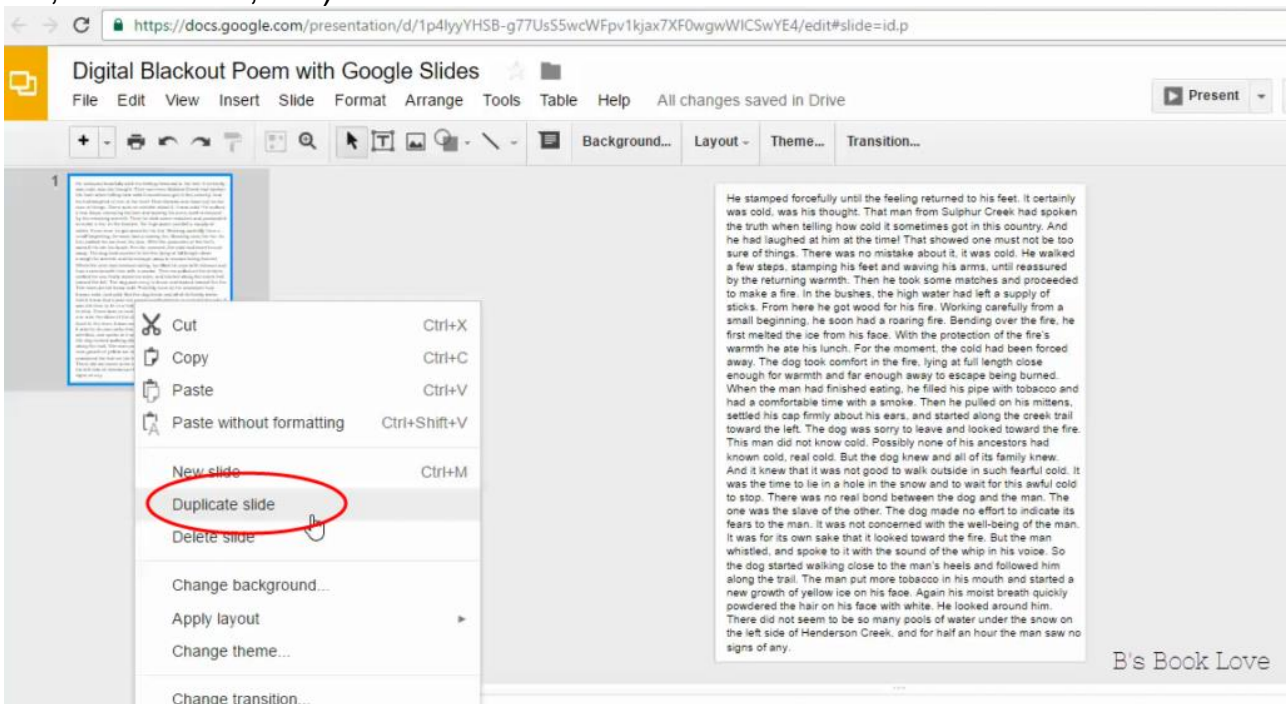 https://docs.google.com/presentation/d/1p4lyyYHSB-g77UsS5wcWFpv1kjax7XF0wgwWICSwYE4/edit#slide=id.p
Digital Blackout Poem with Google Slides
File Edit View Insert Slide Format Arrange Tools Table Help All changes saved in Drive
Present
Background... Layout Theme... Transition...
1
Cut Ctrl+X
Copy Ctrl+C
Paste Ctrl+V
Paste without formatting Ctrl+Shift+V
New slide Ctrl+M
Duplicate slide
Delete slide
Change background...
Apply layout
Change theme...
Change transition...
He stamped forcefully until the feeling returned to his feet. It certainly
was cold, was his thought. That man from Sulphur Creek had spoken
the truth when telling how cold it sometimes got in this country. And
he had laughed at him at the time! That showed one must not be too
sure of things. There was no mistake about it, it was cold. He walked
a few steps, stamping his feet and waving his arms, until reassured
by the returning warmth. Then he took some matches and proceeded
to make a fire. In the bushes, the high water had left a supply of
sticks. From here he got wood for his fire. Working carefully from a
small beginning, he soon had a roaring fire. Bending over the fire, he
first melted the ice from his face. With the protection of the fire's
warmth he ate his lunch. For the moment, the cold had been forced
away. The dog took comfort in the fire, lying at full length close
enough for warmth and far enough away to escape being burned.
When the man had finished eating, he filled his pipe with tobacco and
had a comfortable time with a smoke. Then he pulled on his mittens,
settled his cap firmly about his ears, and started along the creek trail
toward the left. The dog was sorry to leave and looked toward the fire.
This man did not know cold. Possibly none of his ancestors had
known cold, real cold. But the dog knew and all of its family knew.
And it knew that it was not good to walk outside in such fearful cold. It
was the time to lie in a hole in the snow and to wait for this awful cold
to stop. There was no real bond between the dog and the man. The
one was the slave of the other. The dog made no effort to indicate its
fears to the man. It was not concerned with the well-being of the man.
It was for its own sake that it looked toward the fire. But the man
whistled, and spoke to it with the sound of the whip in his voice. So
the dog started walking close to the man's heels and followed him
along the trail. The man put more tobacco in his mouth and started a
new growth of yellow ice on his face. Again his moist breath quickly
powdered the hair on his face with white. He looked around him.
There did not seem to be so many pools of water under the snow on
the left side of Henderson Creek, and for half an hour the man saw no
signs of any.
B's Book Love